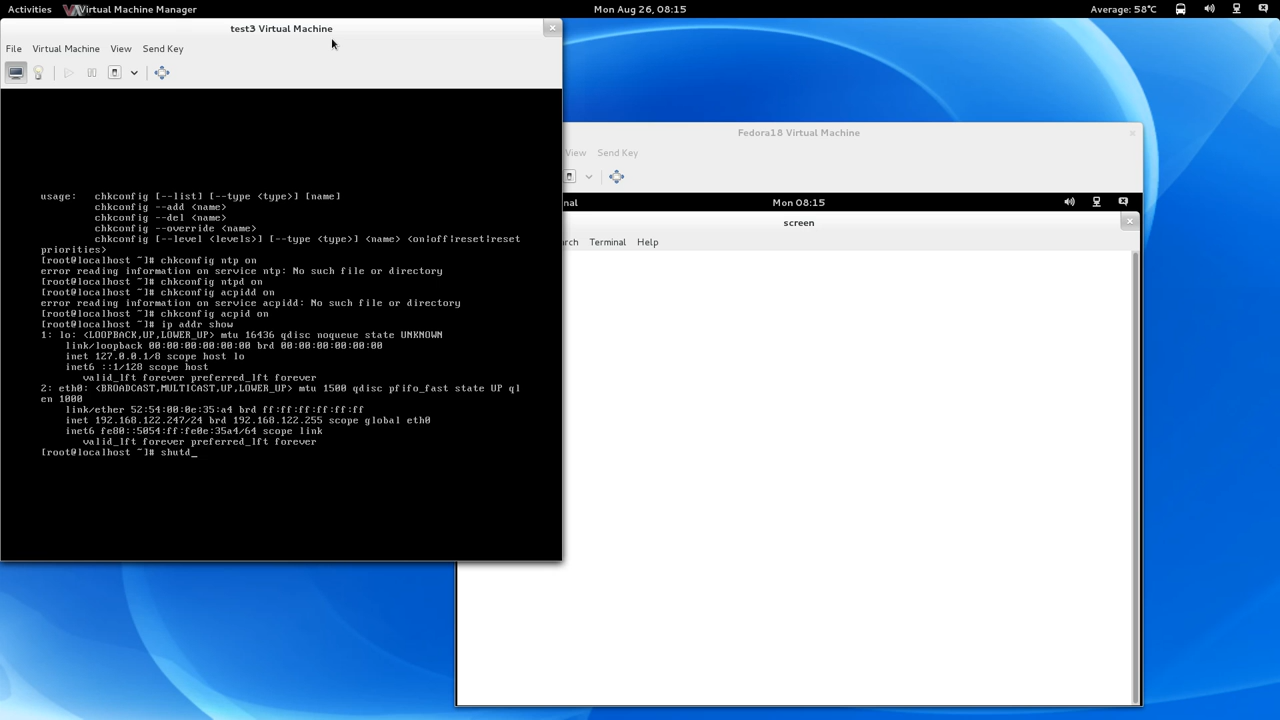 Activities Virtual Machine Manager Mon Aug 26, 08:15 Average: 58°C
test3 Virtual Machine
File Virtual Machine View Send Key
Fedora18 Virtual Machine
View Send Key
Mon 08:15
screen
Terminal Help
usage: chkconfig [--list] [--type <type>] [name]
chkconfig --add <name>
chkconfig --del <name>
chkconfig --override <name>
chkconfig [--level <levels>] [--type <type>] <name> <on|off|reset|reset
priorities>
[root@localhost ~]# chkconfig ntp on
error reading information on service ntp: No such file or directory
[root@localhost ~]# chkconfig ntpd on
[root@localhost ~]# chkconfig acpidd on
error reading information on service acpidd: No such file or directory
[root@localhost ~]# chkconfig acpid on
[root@localhost ~]# ip addr show
1: lo: <LOOPBACK,UP,LOWER_UP> mtu 16436 qdisc noqueue state UNKNOWN
link/loopback 00:00:00:00:00:00 brd 00:00:00:00:00:00
inet 127.0.0.1/8 scope host lo
inet6 ::1/128 scope host
valid_lft forever preferred_lft forever
2: eth0: <BROADCAST,MULTICAST,UP,LOWER_UP> mtu 1500 qdisc pfifo_fast state UP ql
en 1000
link/ether 52:54:00:0e:35:a4 brd ff:ff:ff:ff:ff:ff
inet 192.168.122.247/24 brd 192.168.122.255 scope global eth0
inet6 fe80::5054:ff:fe0e:35a4/64 scope link
valid_lft forever preferred_lft forever
[root@localhost ~]# shutd_